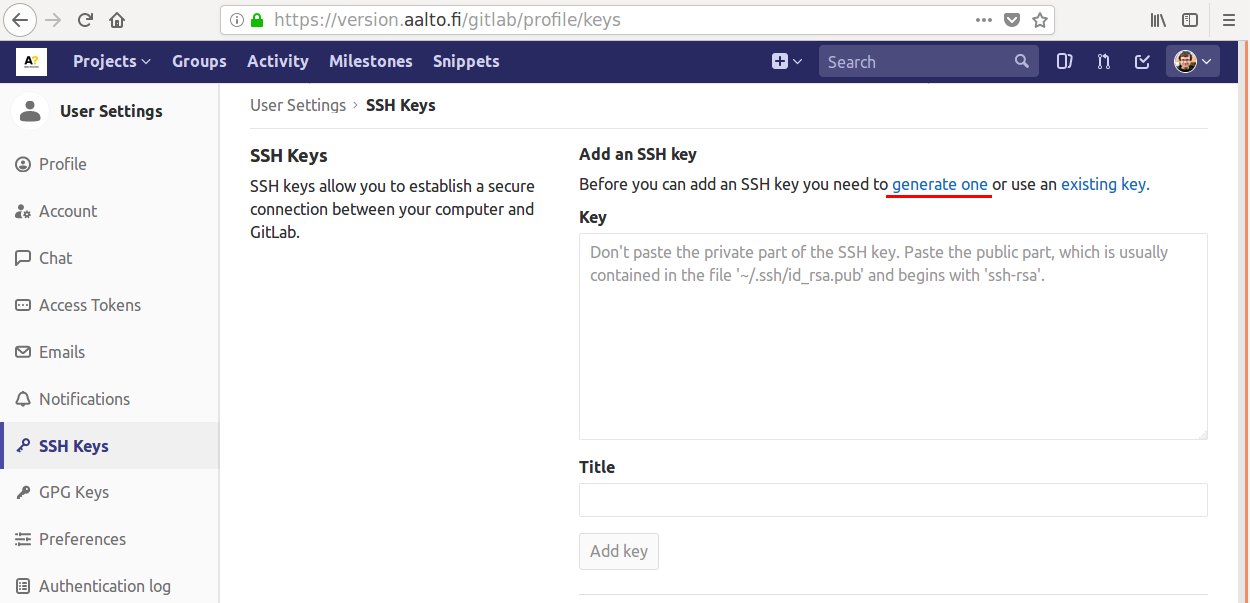 https://version.aalto.fi/gitlab/profile/keys
A?
Projects Groups Activity Milestones Snippets
Search
User Settings
User Settings › SSH Keys
Profile
Account
Chat
Access Tokens
Emails
Notifications
SSH Keys
GPG Keys
Preferences
Authentication log
SSH Keys
SSH keys allow you to establish a secure
connection between your computer and
GitLab.
Add an SSH key
Before you can add an SSH key you need to generate one or use an existing key.
Key
Don't paste the private part of the SSH key. Paste the public part, which is usually
contained in the file '~/.ssh/id_rsa.pub' and begins with 'ssh-rsa'.
Title
Add key